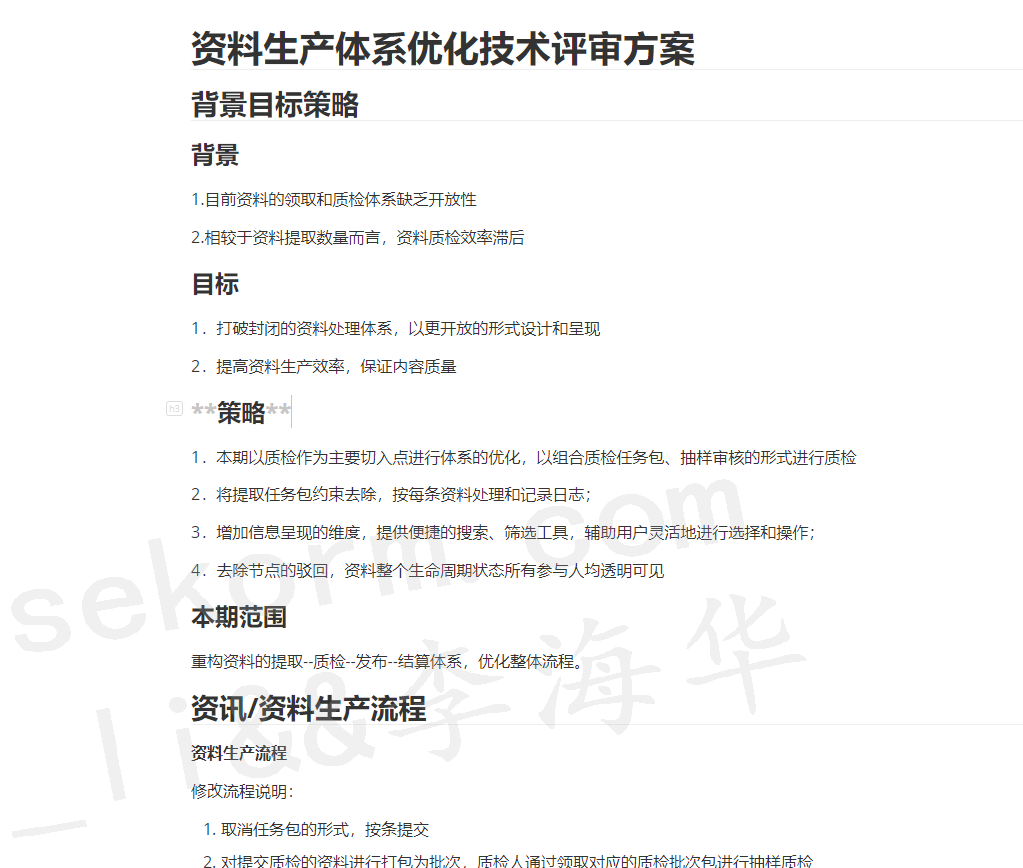 资料生产体系优化技术评审方案
背景目标策略
背景
1.目前资料的领取和质检体系缺乏开放性
2.相较于资料提取数量而言，资料质检效率滞后
目标
1．打破封闭的资料处理体系，以更开放的形式设计和呈现
2．提高资料生产效率，保证内容质量
h3 **策略**
1．本期以质检作为主要切入点进行体系的优化，以组合质检任务包、抽样审核的形式进行质检
2．将提取任务包约束去除，按每条资料处理和记录日志；
3．增加信息呈现的维度，提供便捷的搜索、筛选工具，辅助用户灵活地进行选择和操作；
4．去除节点的驳回，资料整个生命周期状态所有参与人均透明可见
本期范围
重构资料的提取--质检--发布--结算体系，优化整体流程。
资讯/资料生产流程
资料生产流程
修改流程说明：
1. 取消任务包的形式，按条提交
2. 对提交质检的资料进行打包为批次，质检人通过领取对应的质检批次包进行抽样质检
sekorm.com
_li&&李海华